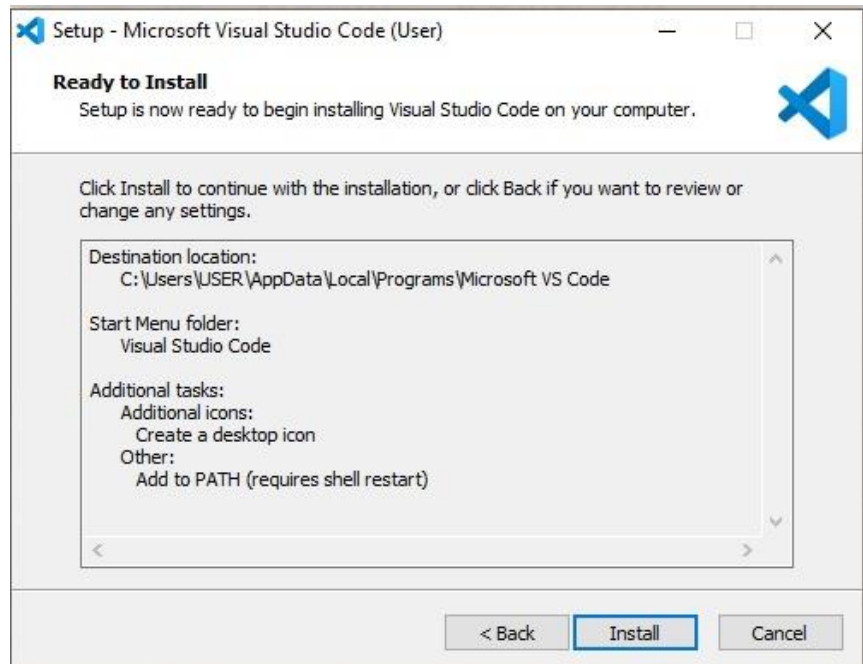 Setup - Microsoft Visual Studio Code (User)
Ready to Install
Setup is now ready to begin installing Visual Studio Code on your computer.
Click Install to continue with the installation, or click Back if you want to review or
change any settings.
Destination location:
C:\Users\USER\AppData\Local\Programs\Microsoft VS Code
Start Menu folder:
Visual Studio Code
Additional tasks:
Additional icons:
Create a desktop icon
Other:
Add to PATH (requires shell restart)
< Back Install Cancel